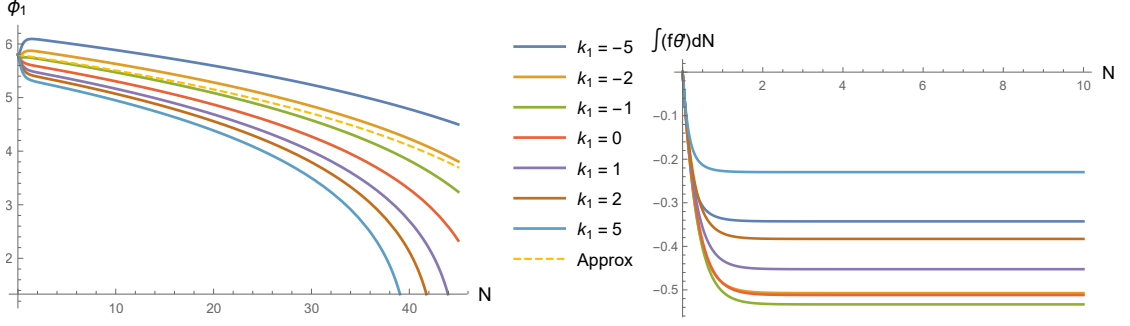 ϕ₁
6
5
4
3
2
10
20
30
40
N
k₁ = −5
k₁ = −2
k₁ = −1
k₁ = 0
k₁ = 1
k₁ = 2
k₁ = 5
Approx
∫(fθ')dN
N
2
4
6
8
10
−0.1
−0.2
−0.3
−0.4
−0.5